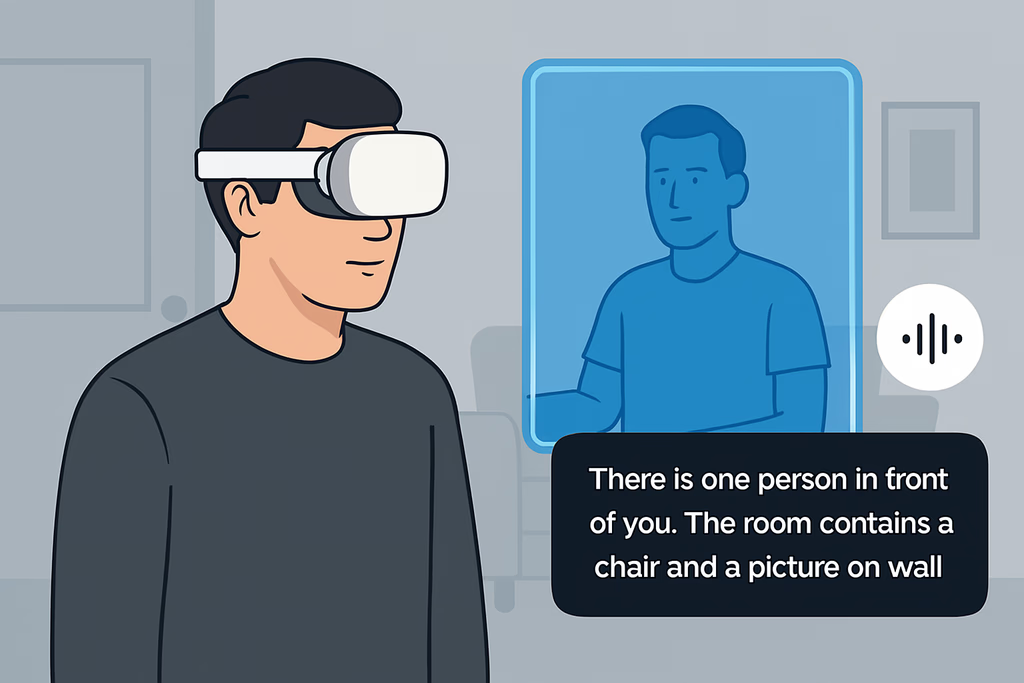 There is one person in front
of you. The room contains a
chair and a picture on wall